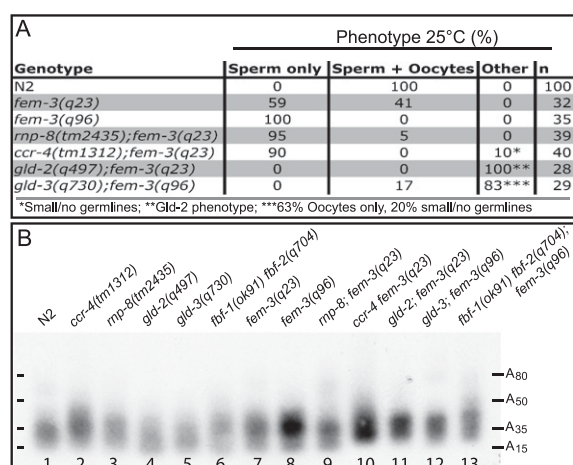 A
Phenotype 25°C (%)
Genotype Sperm only Sperm + Oocytes Other n
N2 0 100 0 100
fem-3(q23) 59 41 0 32
fem-3(q96) 100 0 0 35
rnp-8(tm2435);fem-3(q23) 95 5 0 39
ccr-4(tm1312);fem-3(q23) 90 0 10* 40
gld-2(q497);fem-3(q23) 0 0 100** 28
gld-3(q730);fem-3(q96) 0 17 83*** 29
*Small/no germlines; **Gld-2 phenotype; ***63% Oocytes only, 20% small/no germlines
B
N2
ccr-4(tm1312)
rnp-8(tm2435)
gld-2(q497)
gld-3(q730)
fbf-1(ok91) fbf-2(q704)
fem-3(q23)
fem-3(q96)
rnp-8; fem-3(q23)
ccr-4 fem-3(q23)
gld-2; fem-3(q23)
gld-3; fem-3(q96)
fbf-1(ok91) fbf-2(q704);
fem-3(q96)
A80
A50
A35
A15
1 2 3 4 5 6 7 8 9 10 11 12 13